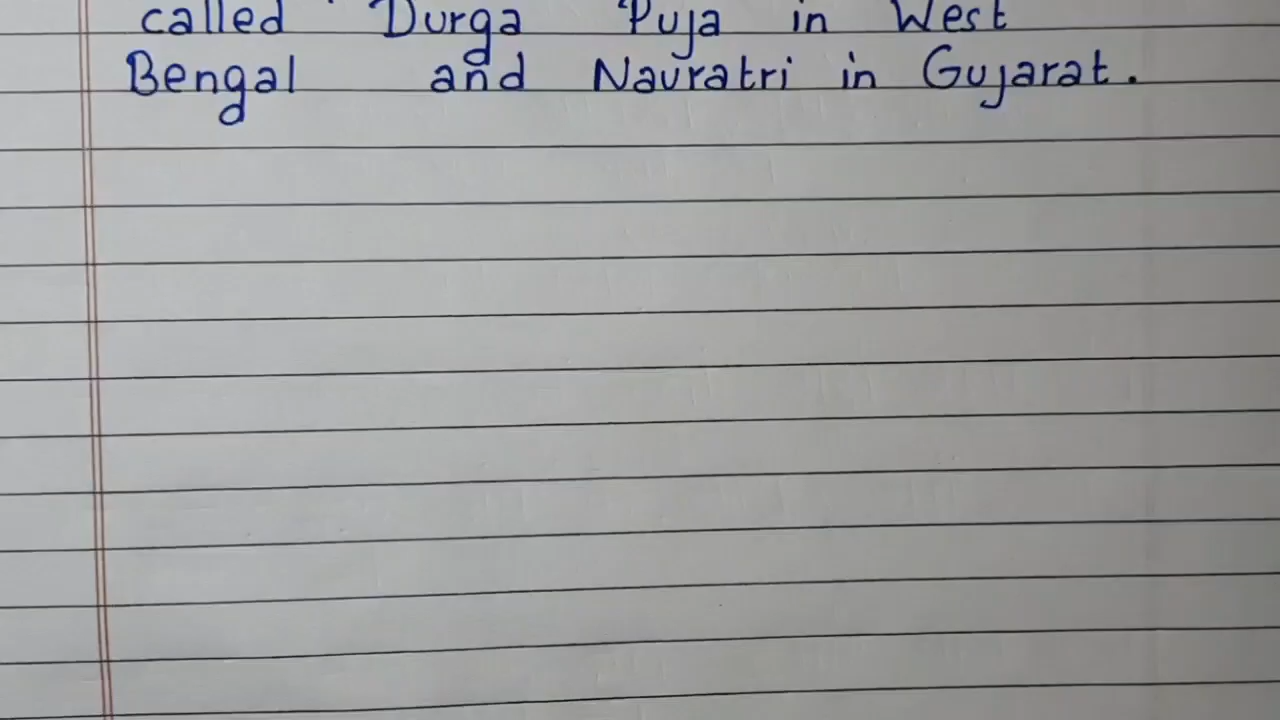 called Durga Puja in West
Bengal and Navratri in Gujarat.